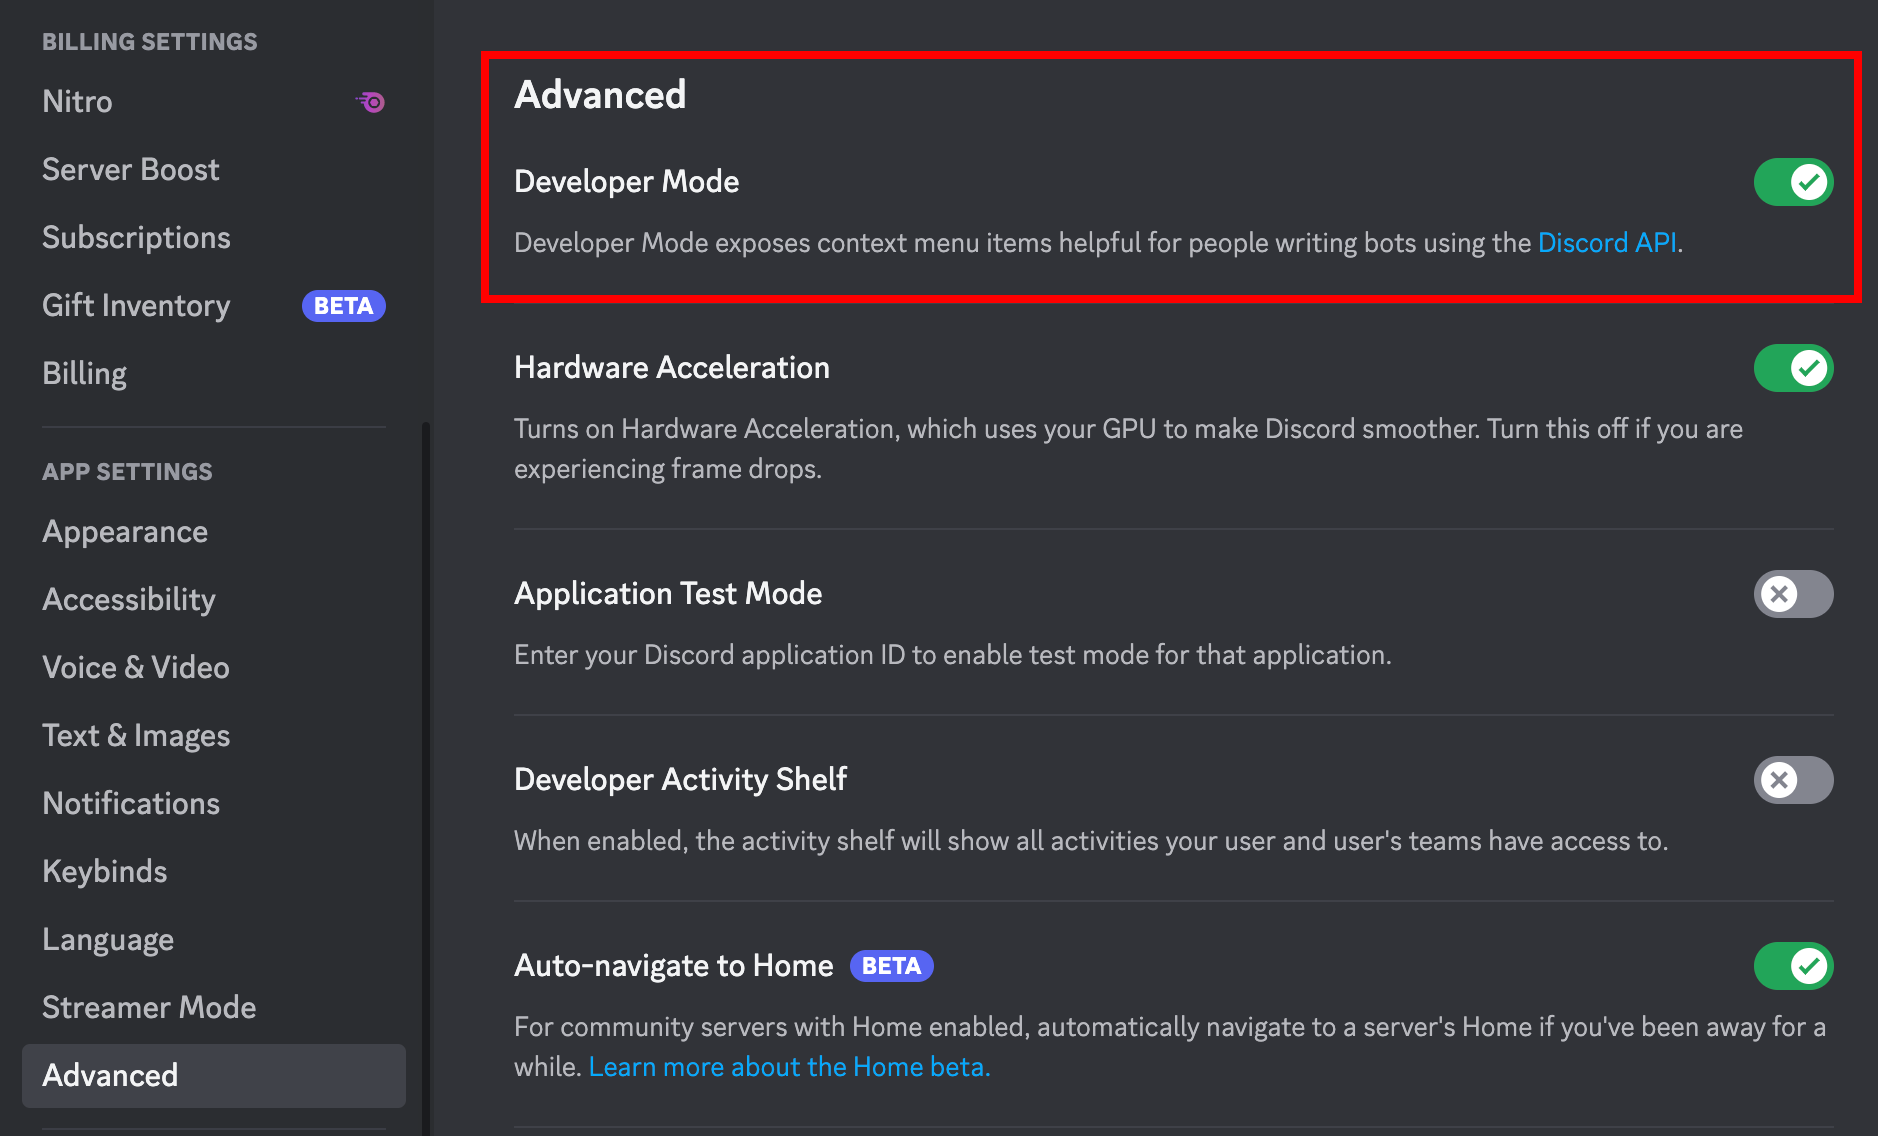 BILLING SETTINGS
Nitro
Server Boost
Subscriptions
Gift Inventory BETA
Billing
APP SETTINGS
Appearance
Accessibility
Voice & Video
Text & Images
Notifications
Keybinds
Language
Streamer Mode
Advanced
Advanced
Developer Mode
Developer Mode exposes context menu items helpful for people writing bots using the Discord API.
Hardware Acceleration
Turns on Hardware Acceleration, which uses your GPU to make Discord smoother. Turn this off if you are
experiencing frame drops.
Application Test Mode
Enter your Discord application ID to enable test mode for that application.
Developer Activity Shelf
When enabled, the activity shelf will show all activities your user and user's teams have access to.
Auto-navigate to Home BETA
For community servers with Home enabled, automatically navigate to a server's Home if you've been away for a
while. Learn more about the Home beta.